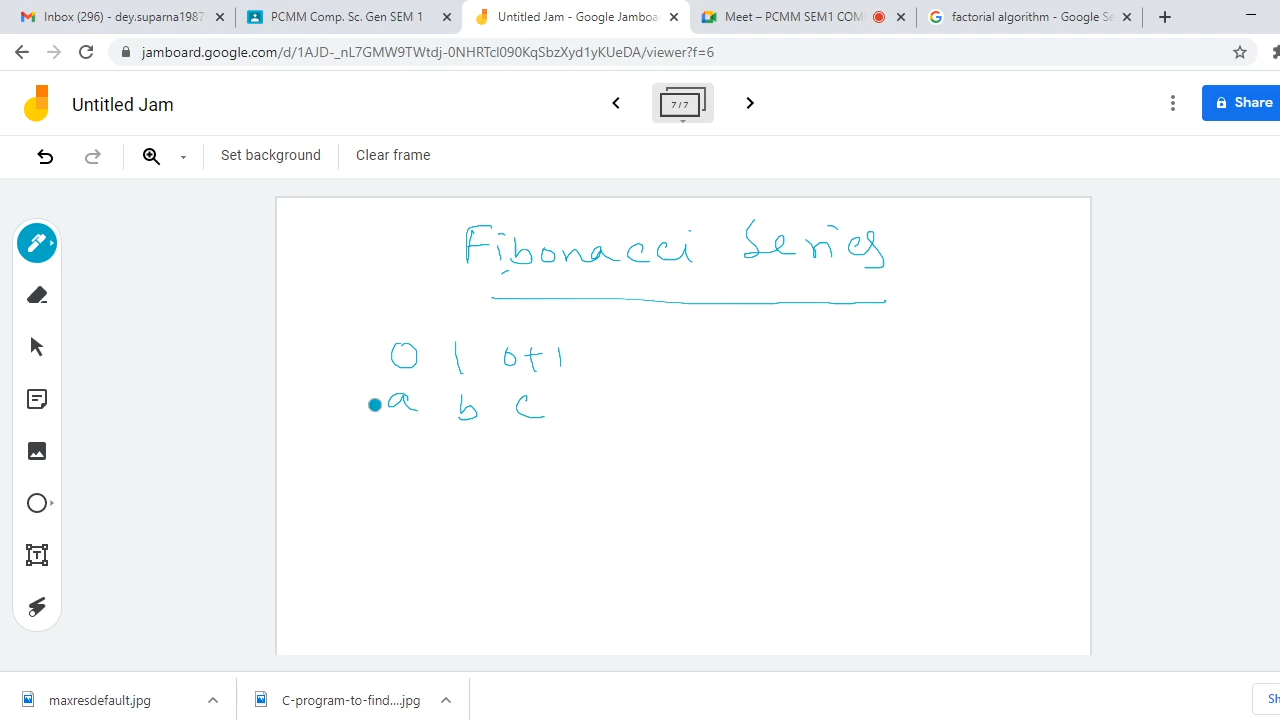 Inbox (296) - dey.suparna1987
PCMM Comp. Sc. Gen SEM 1
Untitled Jam - Google Jamboa
Meet – PCMM SEM1 COM
factorial algorithm - Google Se
jamboard.google.com/d/1AJD-_nL7GMW9TWtdj-0NHRTcl090KqSbzXyd1yKUeDA/viewer?f=6
Untitled Jam
7 / 7
Share
Set background
Clear frame
Fibonacci Series
0 1 0+1
a b c
maxresdefault.jpg
C-program-to-find....jpg
Sh